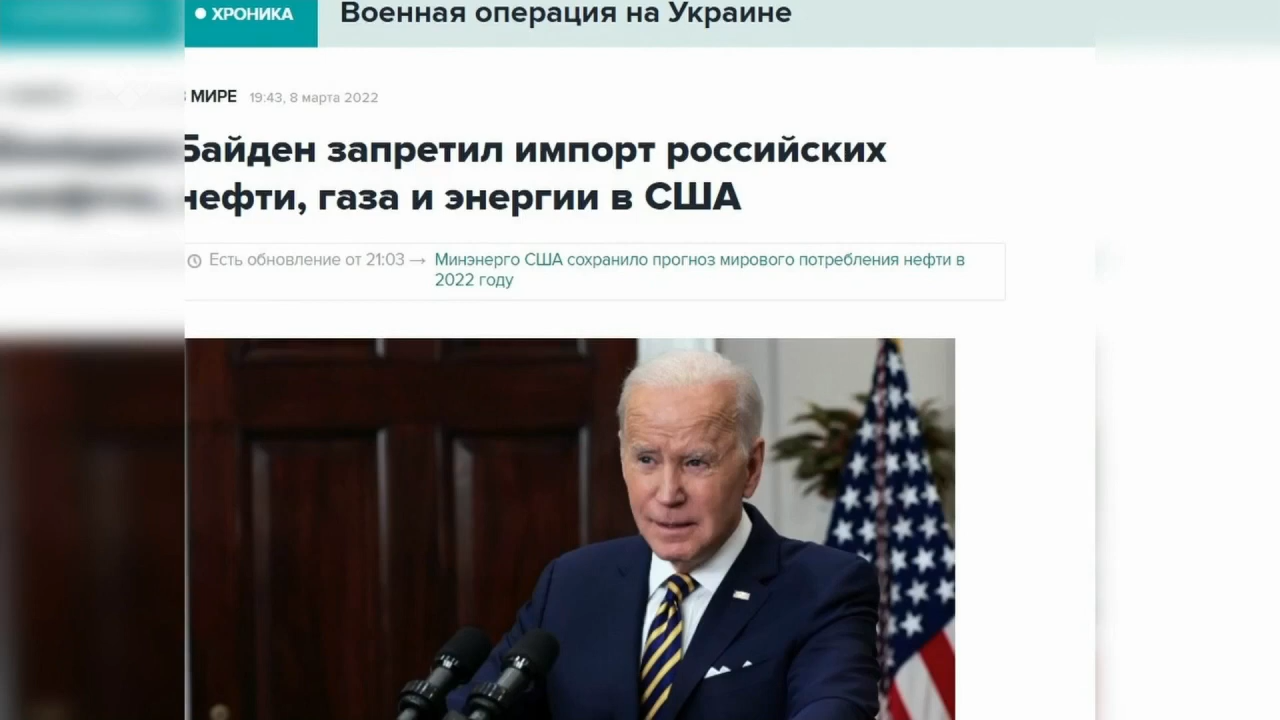 ХРОНИКА Военная операция на Украине
МИРЕ 19:43, 8 марта 2022
Байден запретил импорт российских
нефти, газа и энергии в США
Есть обновление от 21:03 → Минэнерго США сохранило прогноз мирового потребления нефти в
2022 году